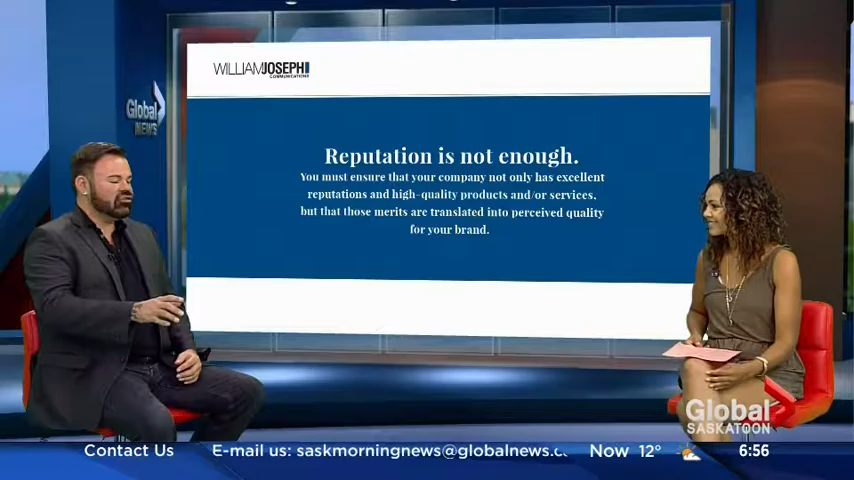 WILLIAMJOSEPH
COMMUNICATIONS
Global
NEWS
Reputation is not enough.
You must ensure that your company not only has excellent
reputations and high-quality products and/or services,
but that those merits are translated into perceived quality
for your brand.
Global
SASKATOON
Contact Us E-mail us: saskmorningnews@globalnews.c Now 12° 6:56